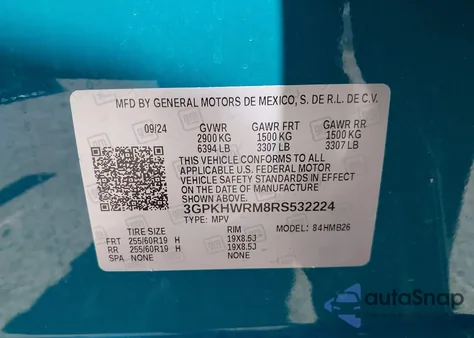 MFD BY GENERAL MOTORS DE MEXICO, S. DE R.L. DE C.V.
09/24 GVWR GAWR FRT GAWR RR
2900 KG 1500 KG 1500 KG
6394 LB 3307 LB 3307 LB
THIS VEHICLE CONFORMS TO ALL
APPLICABLE U.S. FEDERAL MOTOR
VEHICLE SAFETY STANDARDS IN
EFFECT ON THE DATE OF
MANUFACTURE
SHOWN ABOVE
3GPKHWRM8RS532224
TYPE: MPV MODEL: 84HMB26
TIRE SIZE RIM
FRT 255/60R19 H 19X8.5J
RR 255/60R19 H 19X8.5J
SPA NONE NONE
autoSnap